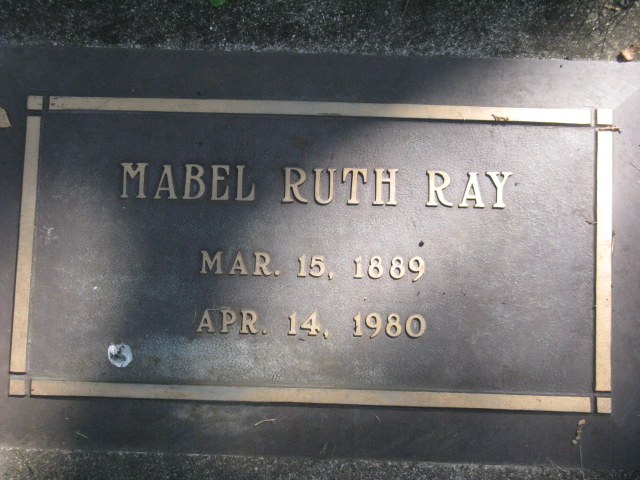 MABEL RUTH RAY
MAR. 15, 1889
APR. 14, 1980